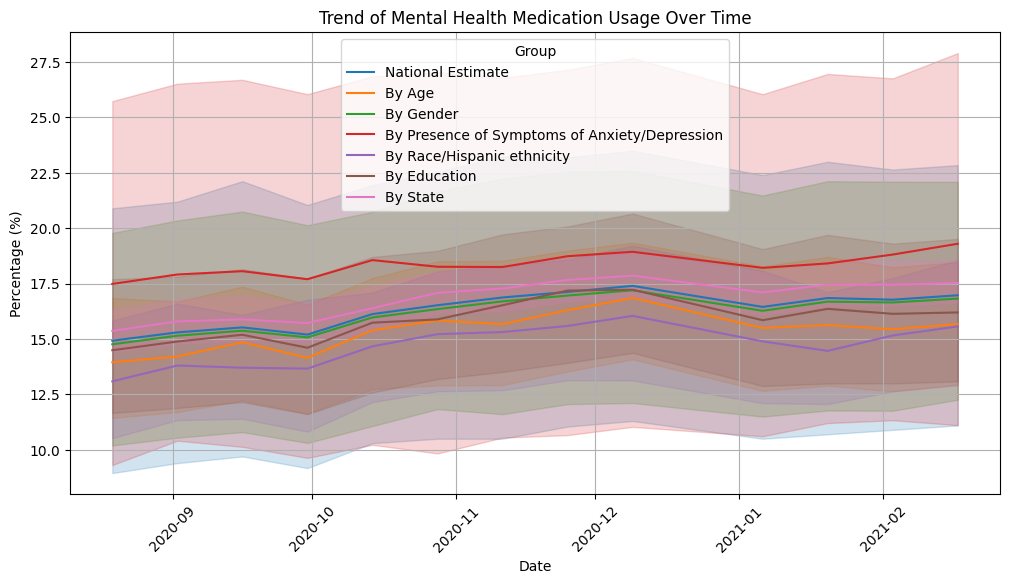 Trend of Mental Health Medication Usage Over Time
Percentage (%)
27.5
25.0
22.5
20.0
17.5
15.0
12.5
10.0
Group
National Estimate
By Age
By Gender
By Presence of Symptoms of Anxiety/Depression
By Race/Hispanic ethnicity
By Education
By State
2020-09
2020-10
2020-11
2020-12
2021-01
2021-02
Date